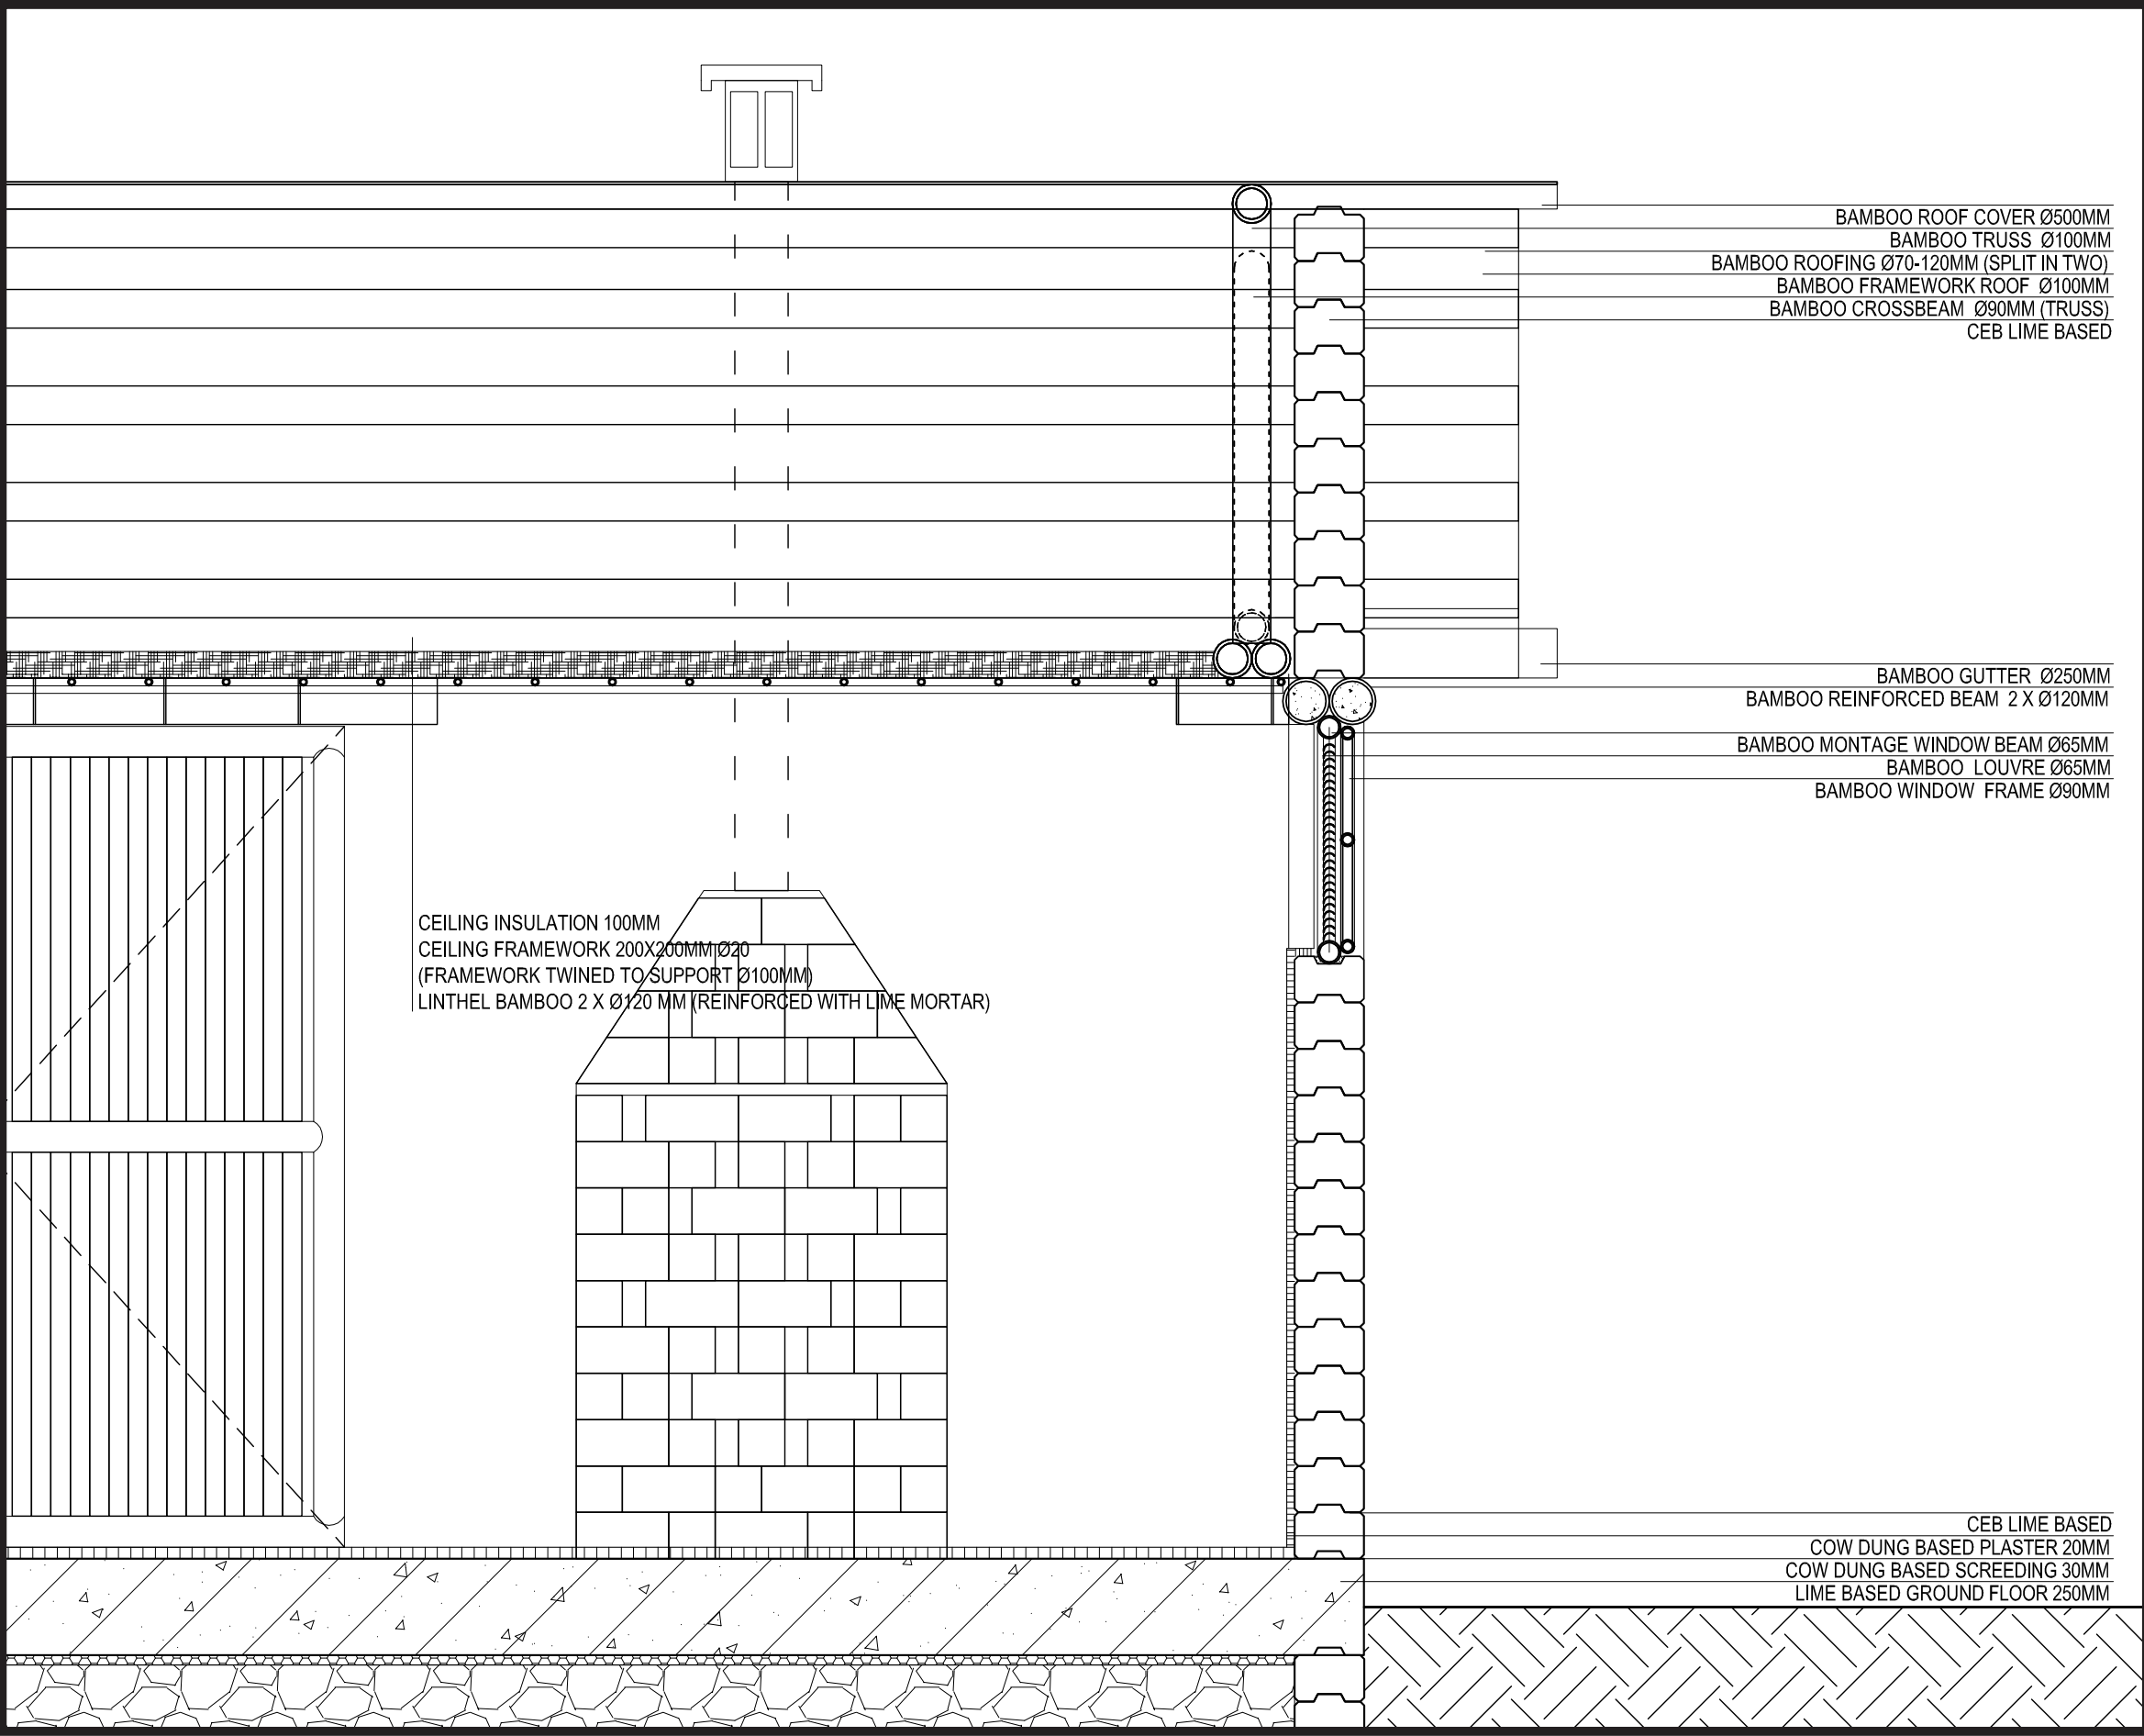 BAMBOO ROOF COVER Ø500MM
BAMBOO TRUSS Ø100MM
BAMBOO ROOFING Ø70-120MM (SPLIT IN TWO)
BAMBOO FRAMEWORK ROOF Ø100MM
BAMBOO CROSSBEAM Ø90MM (TRUSS)
CEB LIME BASED
BAMBOO GUTTER Ø250MM
BAMBOO REINFORCED BEAM 2 X Ø120MM
BAMBOO MONTAGE WINDOW BEAM Ø65MM
BAMBOO LOUVRE Ø65MM
BAMBOO WINDOW FRAME Ø90MM
CEILING INSULATION 100MM
CEILING FRAMEWORK 200X200MM Ø20
(FRAMEWORK TWINED TO SUPPORT Ø100MM)
LINTHEL BAMBOO 2 X Ø120 MM (REINFORCED WITH LIME MORTAR)
CEB LIME BASED
COW DUNG BASED PLASTER 20MM
COW DUNG BASED SCREEDING 30MM
LIME BASED GROUND FLOOR 250MM